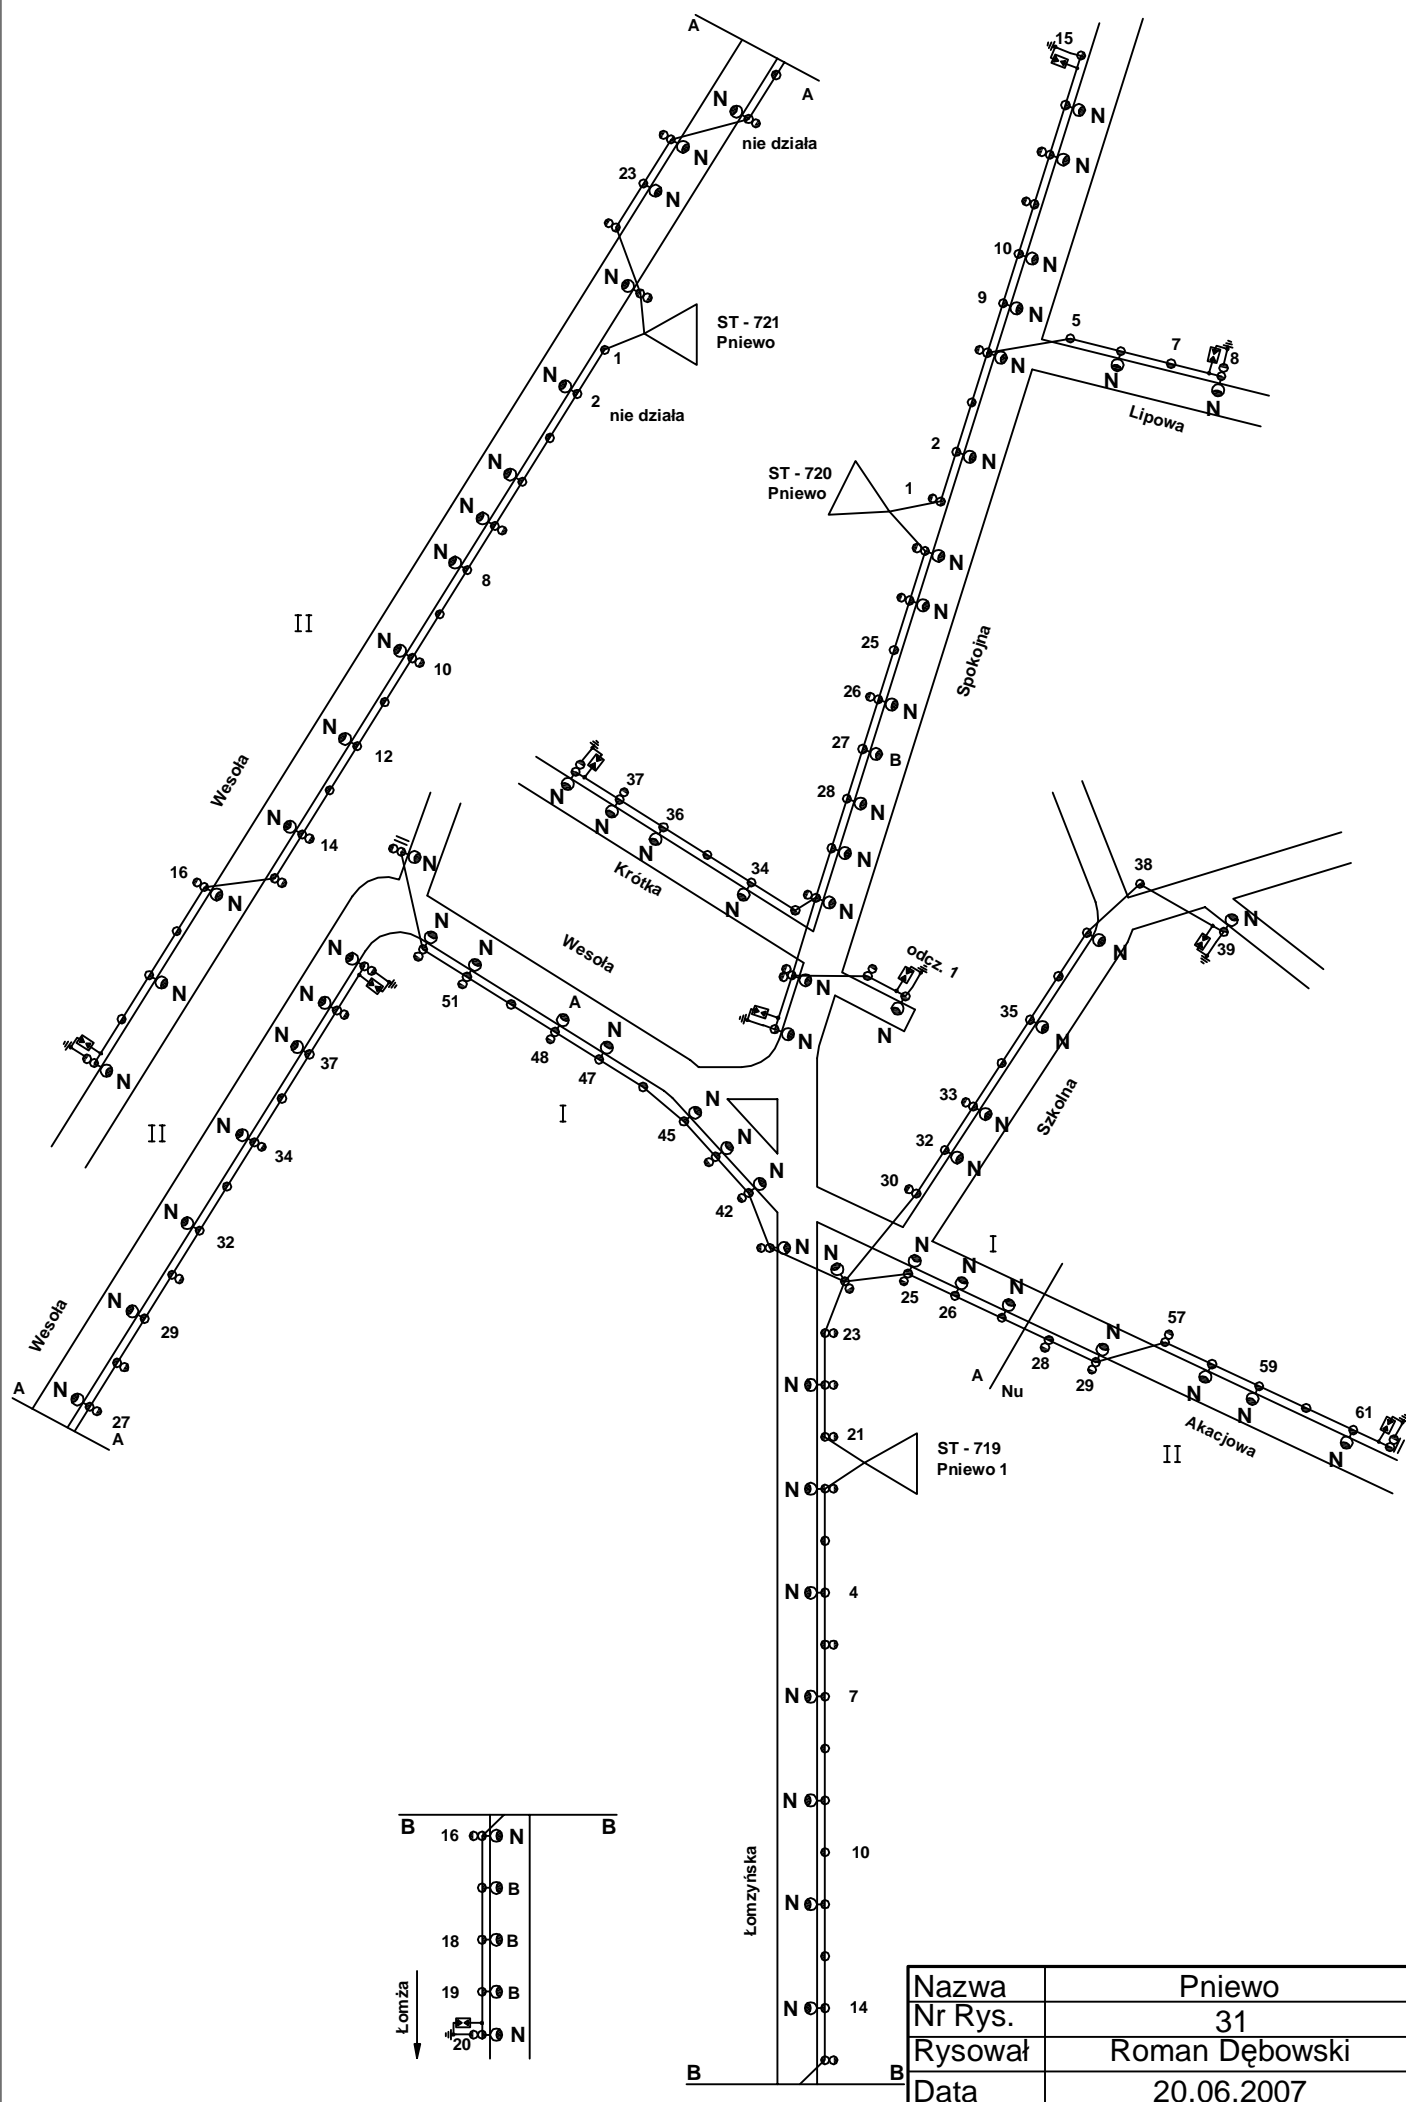 A
A
N
nie działa
N
23
N
N
ST - 721
Pniewo
1
N
2
nie działa
N
N
N
8
II
N
10
N
12
Wesoła
N
14
16
N
N
N
15
N
N
10
N
9
N
N
5
7
8
N
N
Lipowa
2
N
1
ST - 720
Pniewo
N
N
25
Spokojna
26
N
27
B
28
N
N
N
37
N
N
36
N
34
N
Krótka
N
N
odcz. 1
N
N
Wesoła
N
N
51
A
48
N
47
I
N
45
N
N
42
N
N
38
N
39
N
35
N
33
N
32
N
30
Szkolna
N
N
37
N
34
II
N
32
N
29
Wesoła
A
N
27
A
I
N
25
N
26
N
28
N
29
A
Nu
57
59
N
N
61
N
Akacjowa
II
23
N
21
ST - 719
Pniewo 1
N
N
4
N
7
N
10
N
N
14
Łomzyńska
B
B
B
B
16
N
B
18
B
19
B
20
N
Łomża
Nazwa
Pniewo
Nr Rys.
31
Rysował
Roman Dębowski
Data
20.06.2007